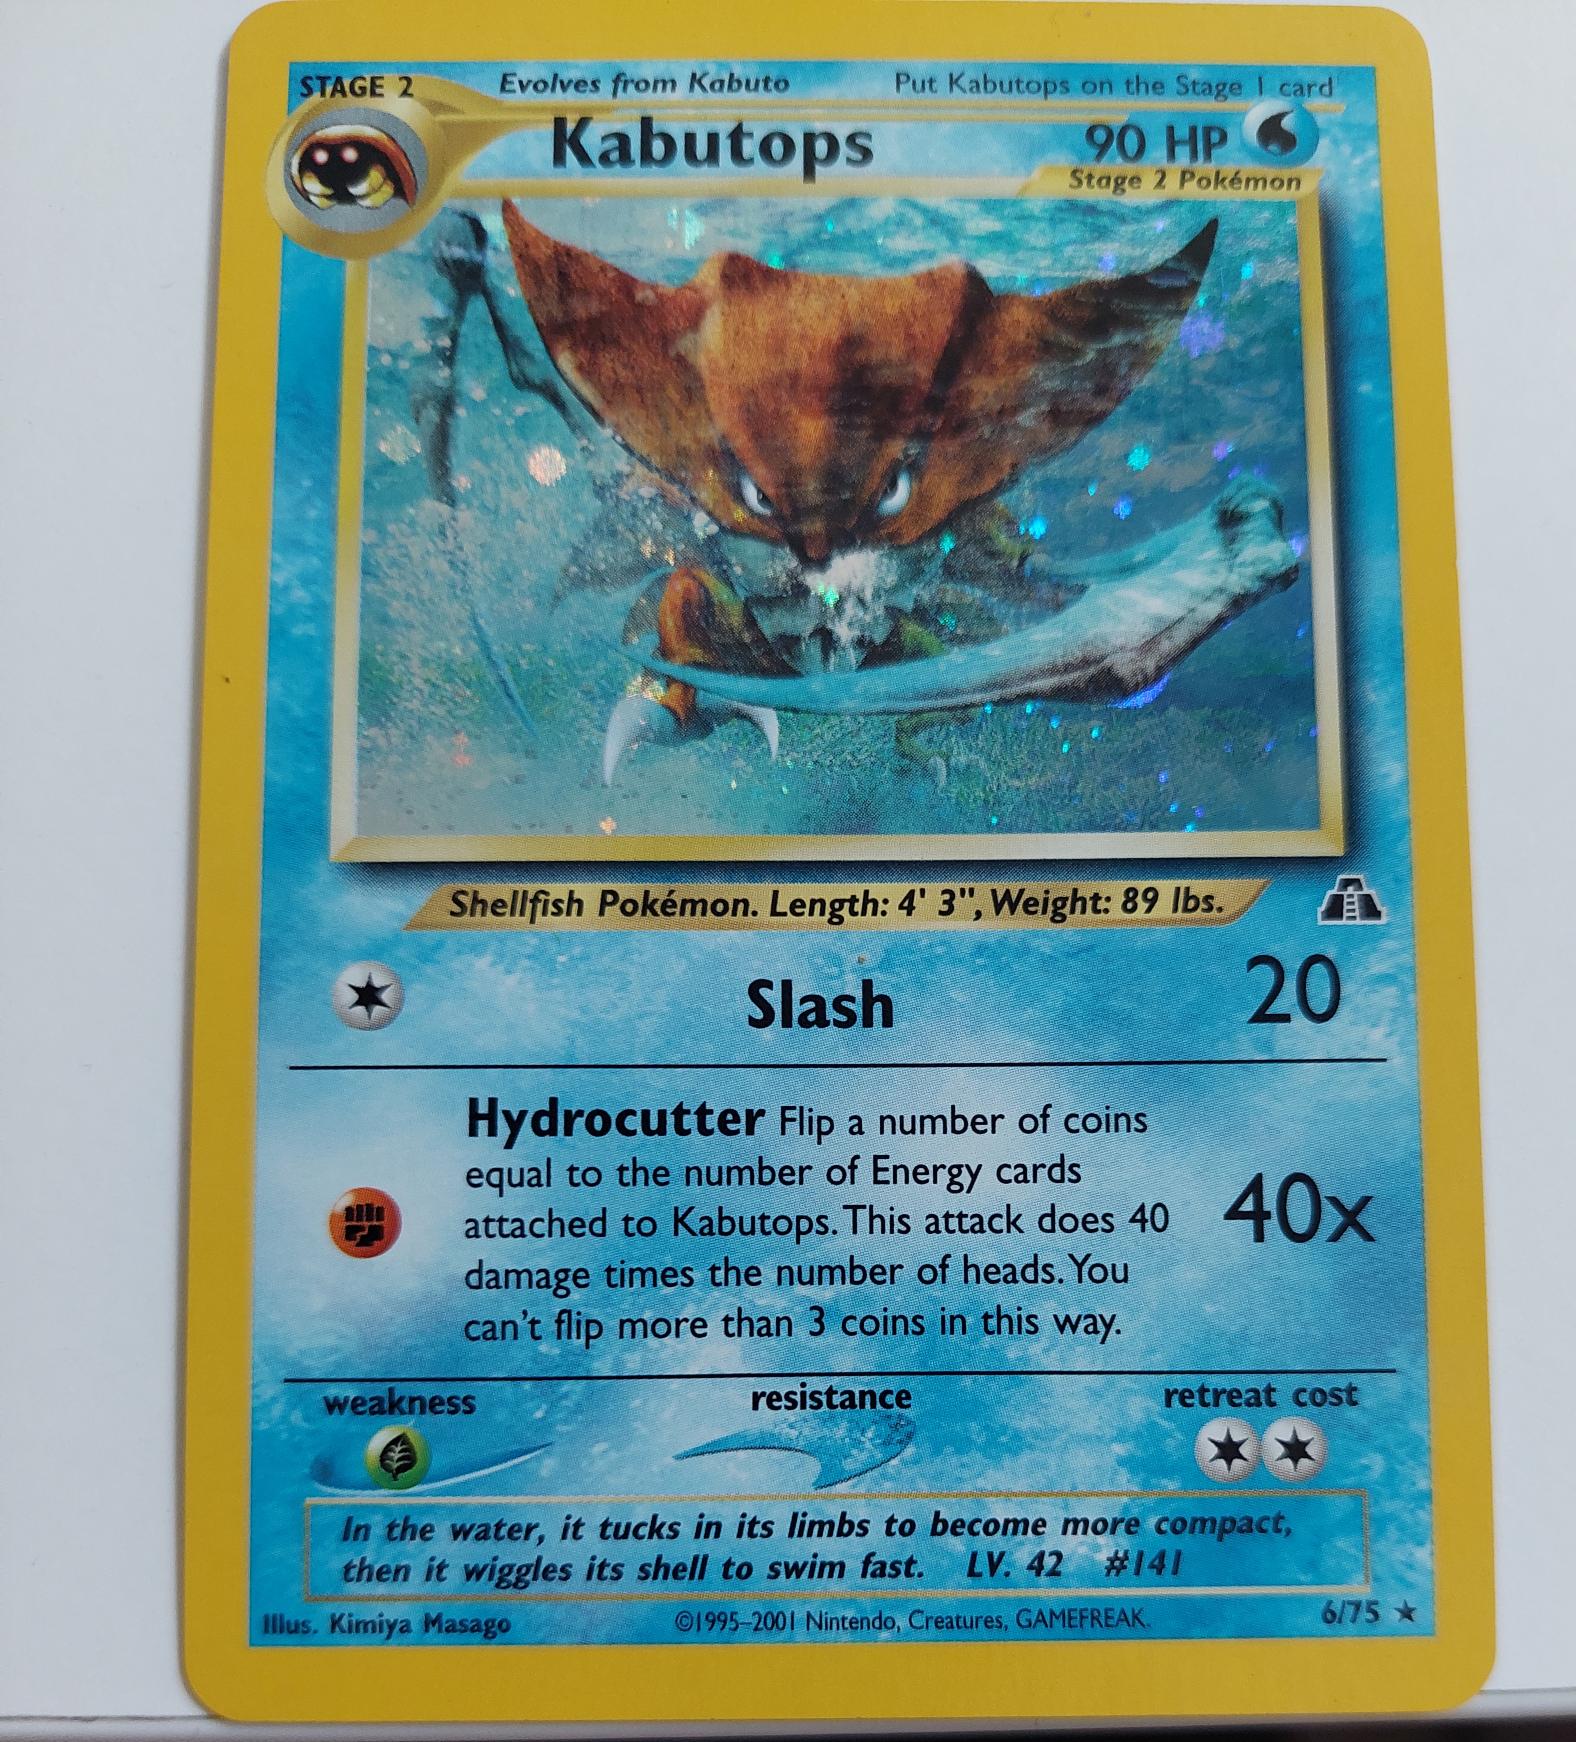 STAGE 2 Evolves from Kabuto Put Kabutops on the Stage 1 card
Kabutops 90 HP
Stage 2 Pokémon
Shellfish Pokémon. Length: 4' 3", Weight: 89 lbs.
Slash 20
Hydrocutter Flip a number of coins
equal to the number of Energy cards
attached to Kabutops. This attack does 40
damage times the number of heads. You
can't flip more than 3 coins in this way.
40x
weakness resistance retreat cost
In the water, it tucks in its limbs to become more compact,
then it wiggles its shell to swim fast. LV. 42 #141
Illus. Kimiya Masago ©1995–2001 Nintendo, Creatures, GAMEFREAK. 6/75 ★